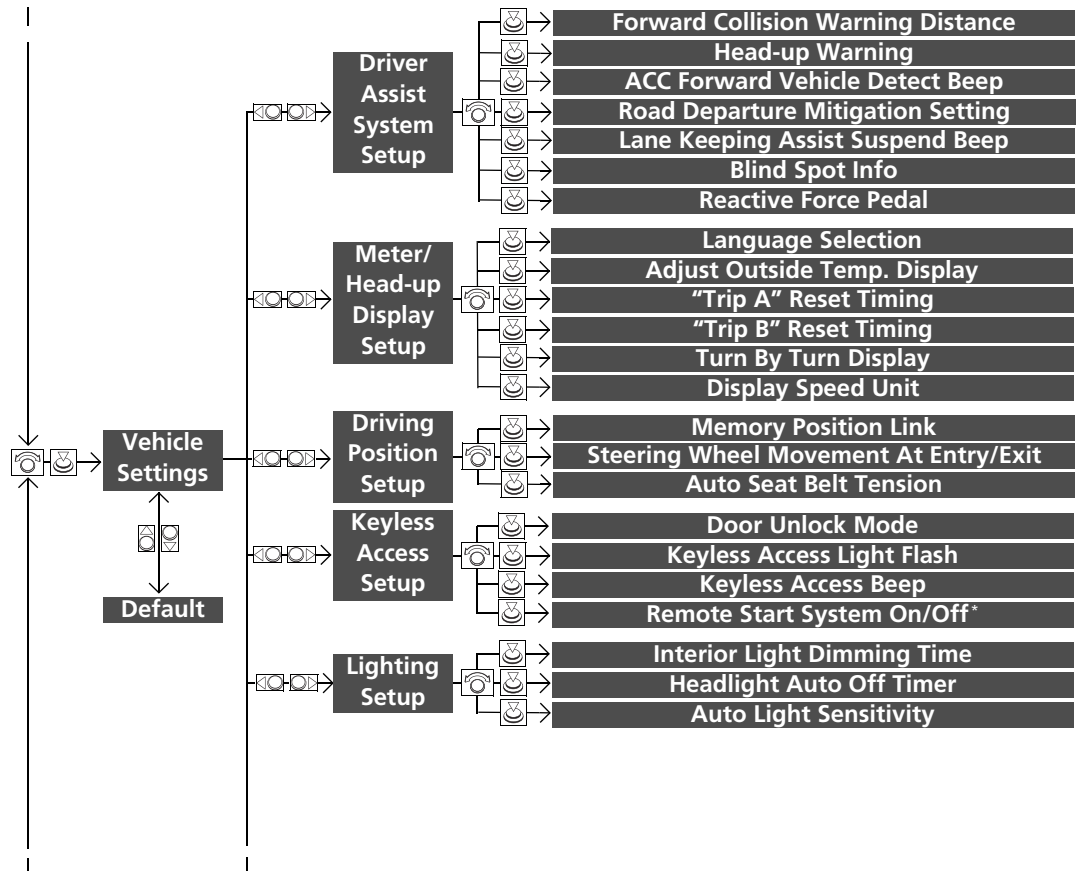 Driver
Assist
System
Setup
Forward Collision Warning Distance
Head-up Warning
ACC Forward Vehicle Detect Beep
Road Departure Mitigation Setting
Lane Keeping Assist Suspend Beep
Blind Spot Info
Reactive Force Pedal
Meter/
Head-up
Display
Setup
Language Selection
Adjust Outside Temp. Display
“Trip A” Reset Timing
“Trip B” Reset Timing
Turn By Turn Display
Display Speed Unit
Vehicle
Settings
Default
Driving
Position
Setup
Memory Position Link
Steering Wheel Movement At Entry/Exit
Auto Seat Belt Tension
Keyless
Access
Setup
Door Unlock Mode
Keyless Access Light Flash
Keyless Access Beep
Remote Start System On/Off*
Lighting
Setup
Interior Light Dimming Time
Headlight Auto Off Timer
Auto Light Sensitivity